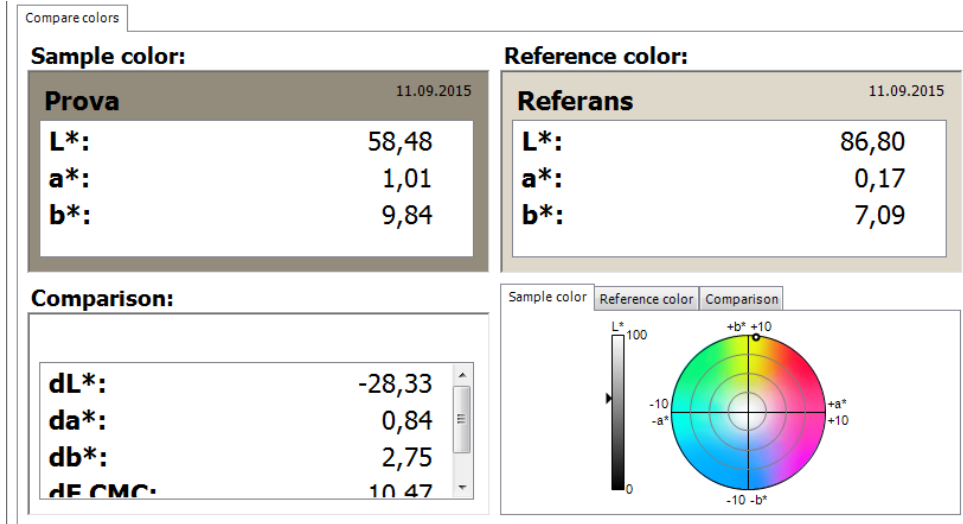 Compare colors
Sample color:
Prova
11.09.2015
L*: 58,48
a*: 1,01
b*: 9,84
Reference color:
Referans
11.09.2015
L*: 86,80
a*: 0,17
b*: 7,09
Comparison:
dL*: -28,33
da*: 0,84
db*: 2,75
dE CMC: 10,47
Sample color Reference color Comparison
L*
100
0
+b* +10
-10
-a*
+a*
+10
-10 -b*